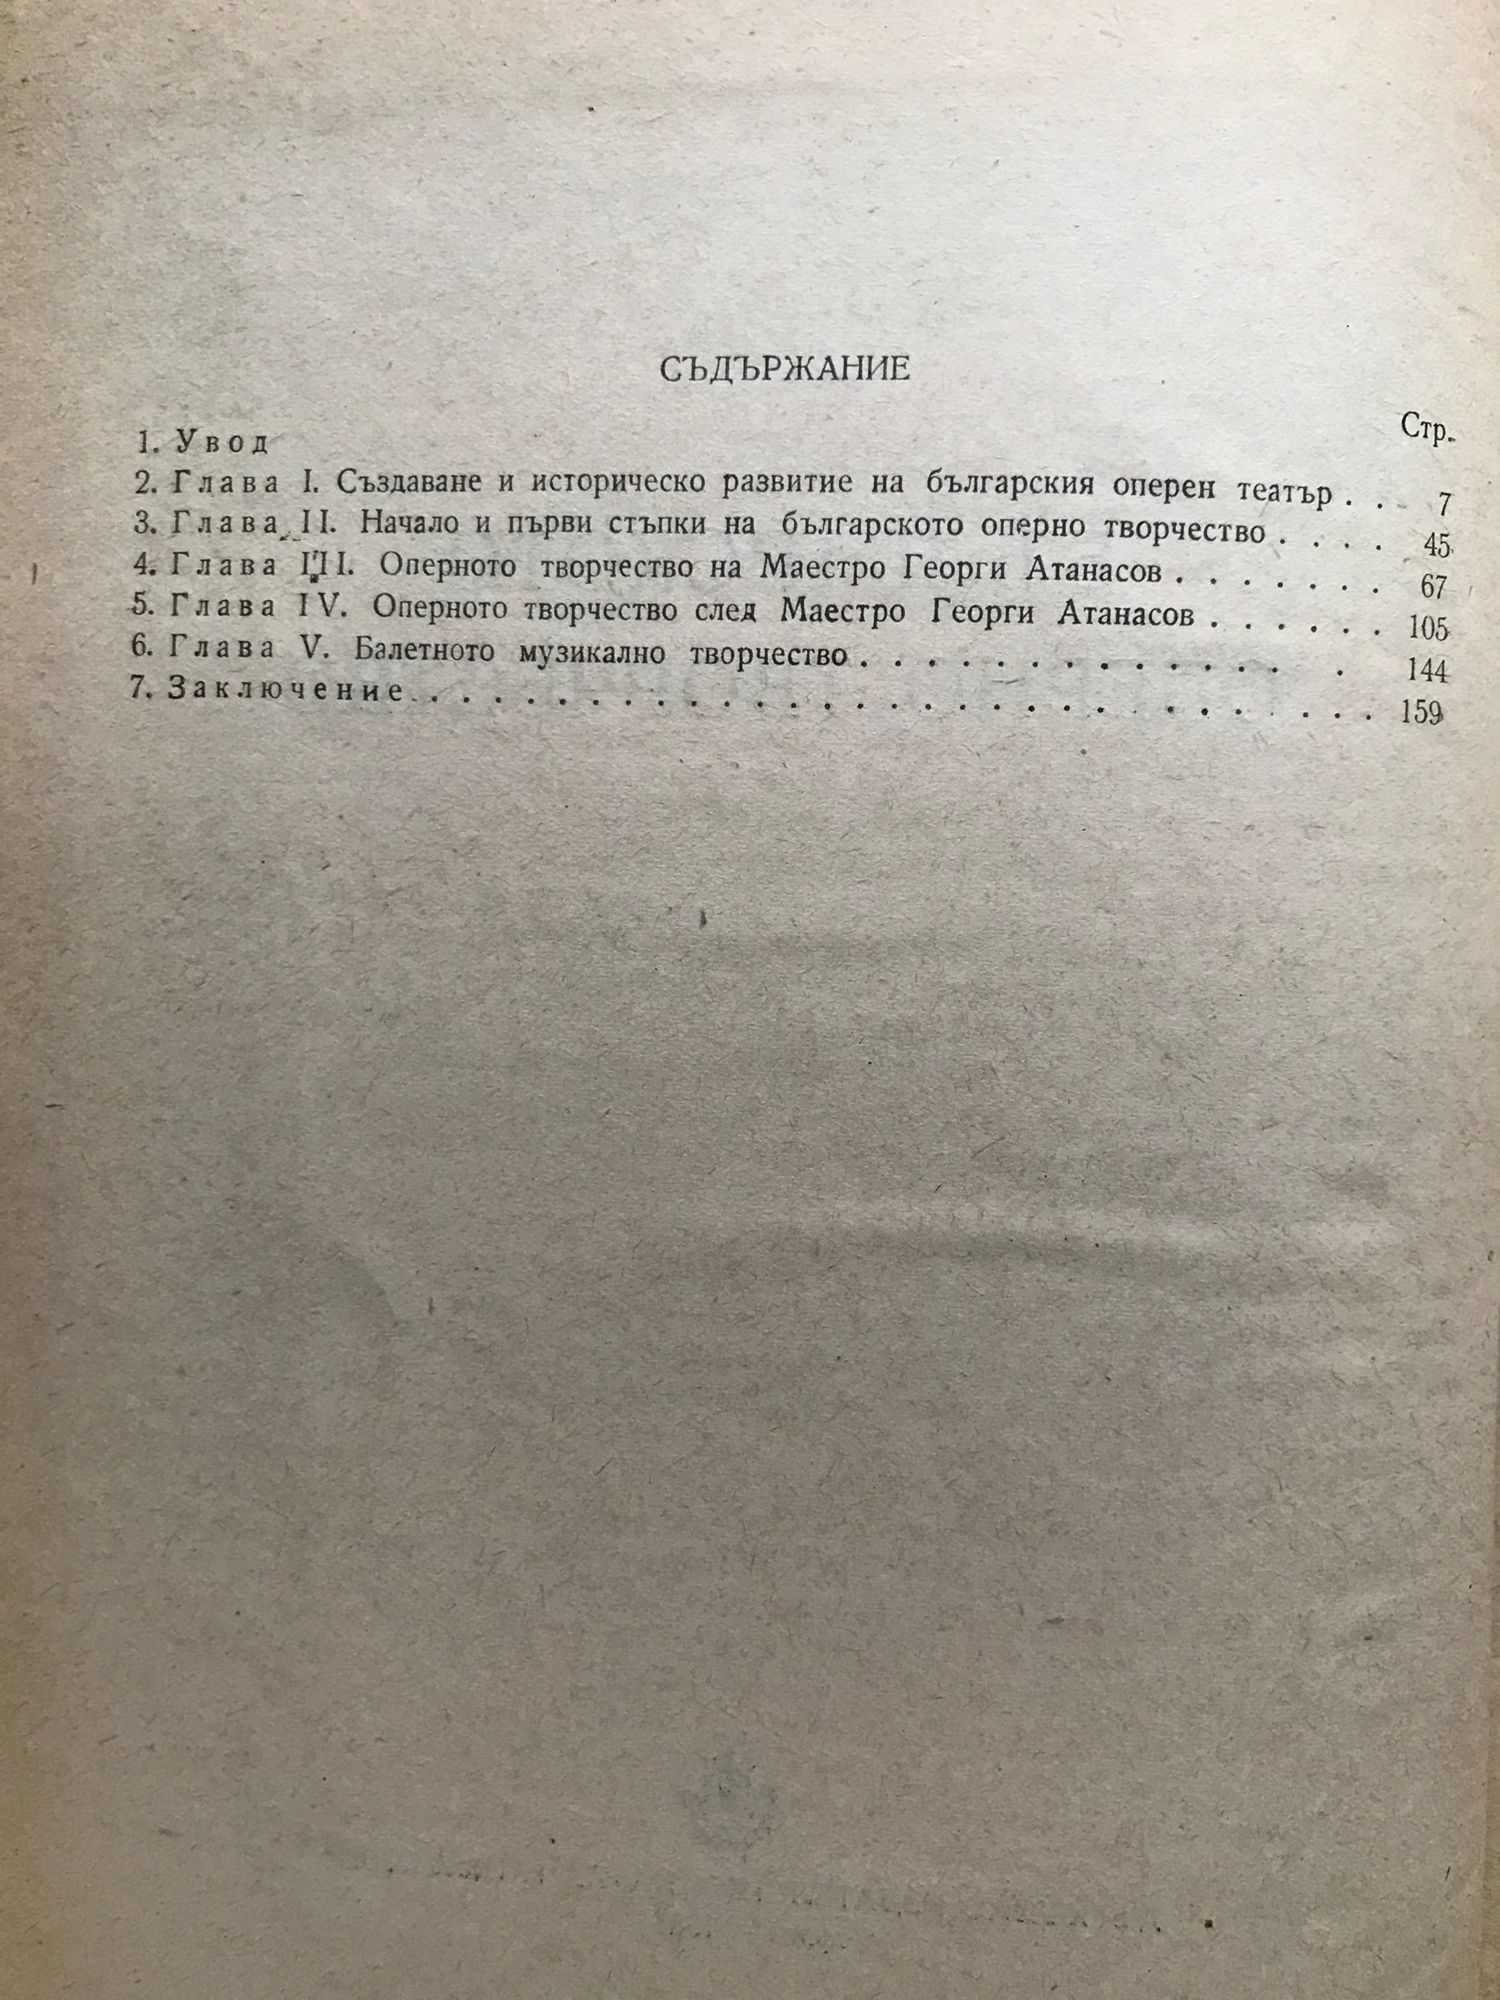 СЪДЪРЖАНИЕ
Стр.
1. Увод
2. Глава I. Създаване и историческо развитие на българския оперен театър . . 7
3. Глава II. Начало и първи стъпки на българското оперно творчество . . . . 45
4. Глава III. Оперното творчество на Маестро Георги Атанасов . . . . . . . 67
5. Глава IV. Оперното творчество след Маестро Георги Атанасов . . . . . . 105
6. Глава V. Балетното музикално творчество . . . . . . . . . . . . . 144
7. Заключение . . . . . . . . . . . . . . . . . . . . . . . . . 159